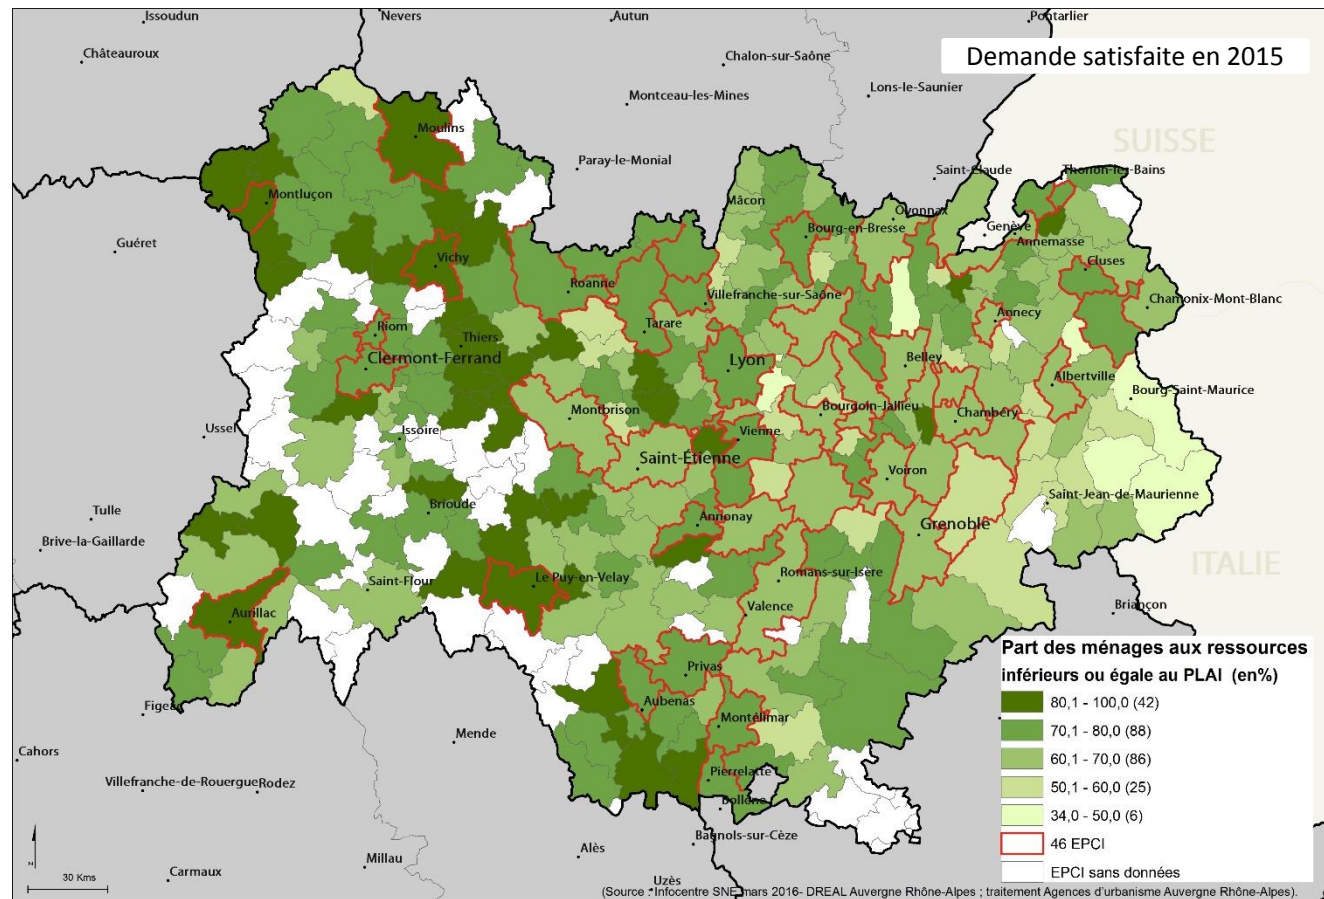 Issoudun
Nevers
Autun
Pontarlier
Demande satisfaite en 2015
Châteauroux
Chalon-sur-Saône
Lons-le-Saunier
Montceau-les-Mines
Moulins
SUISSE
Paray-le-Monial
Saint-Claude
Thonon-les-Bains
Montluçon
Mâcon
Oyonnax
Guéret
Bourg-en-Bresse
Genève
Annemasse
Vichy
Cluses
Roanne
Villefranche-sur-Saône
Chamonix-Mont-Blanc
Riom
Tarare
Annecy
Thiers
Clermont-Ferrand
Lyon
Belley
Albertville
Bourg-Saint-Maurice
Montbrison
Bourgoin-Jallieu
Chambéry
Ussel
Issoire
Vienne
Saint-Étienne
Voiron
Tulle
Brioude
Saint-Jean-de-Maurienne
Annonay
Grenoble
Brive-la-Gaillarde
ITALIE
Saint-Flour
Le Puy-en-Velay
Romans-sur-Isère
Aurillac
Valence
Briançon
Part des ménages aux ressources
inférieurs ou égale au PLAI (en%)
80,1 - 100,0 (42)
70,1 - 80,0 (88)
60,1 - 70,0 (86)
50,1 - 60,0 (25)
34,0 - 50,0 (6)
46 EPCI
EPCI sans données
Privas
Figeac
Aubenas
Montélimar
Mende
Cahors
Villefranche-de-Rouergue
Rodez
Pierrelatte
Bollène
Bagnols-sur-Cèze
Alès
Millau
Carmaux
Uzès
N
30 Kms
(Source : Infocentre SNE mars 2016- DREAL Auvergne Rhône-Alpes ; traitement Agences d'urbanisme Auvergne Rhône-Alpes).